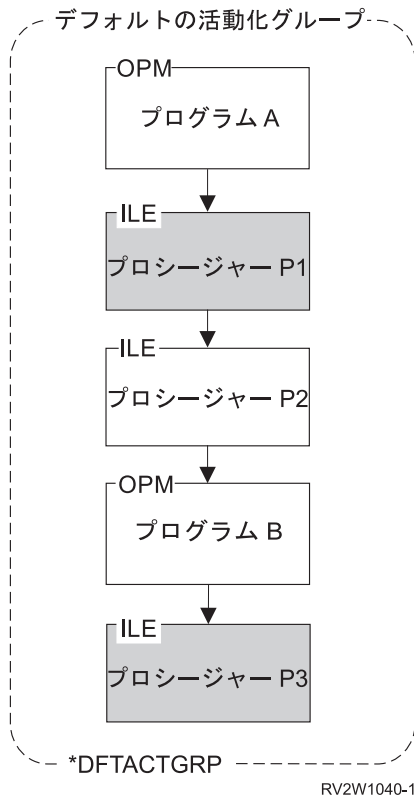 デフォルトの活動化グループ
OPM
プログラム A
ILE
プロシージャー P1
ILE
プロシージャー P2
OPM
プログラム B
ILE
プロシージャー P3
*DFTACTGRP
RV2W1040-1